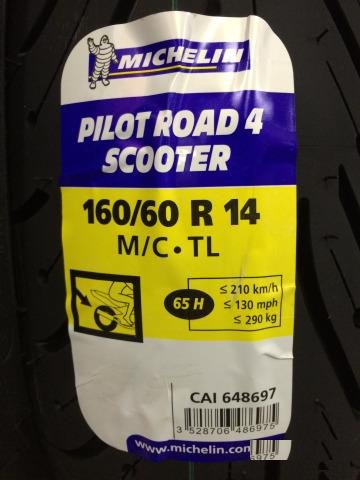 MICHELIN
PILOT ROAD 4
SCOOTER
160/60 R 14
M/C • TL
65 H
≤ 210 km/h
≤ 130 mph
≤ 290 kg
CAI 648697
3 528706 486975
www.michelin.com
6975